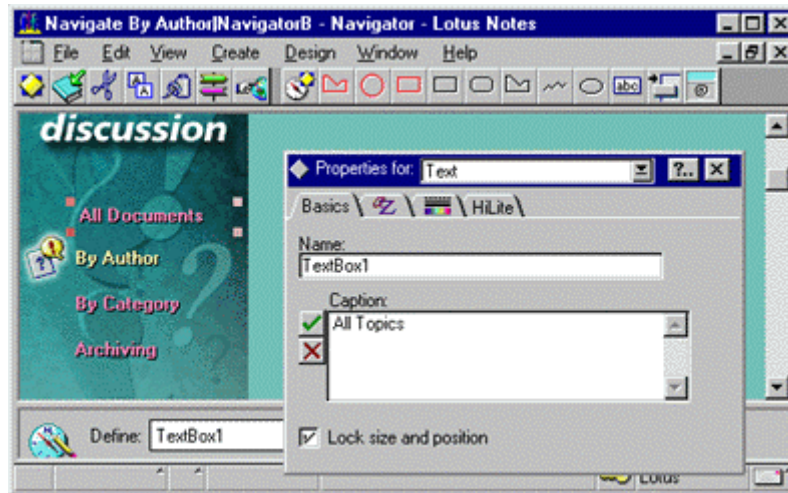 Navigate By Author|NavigatorB - Navigator - Lotus Notes
File Edit View Create Design Window Help
abc
discussion
All Documents
By Author
By Category
Archiving
Properties for: Text
?..
Basics
HiLite
Name:
TextBox1
Caption:
All Topics
Lock size and position
Define: TextBox1
Lotus